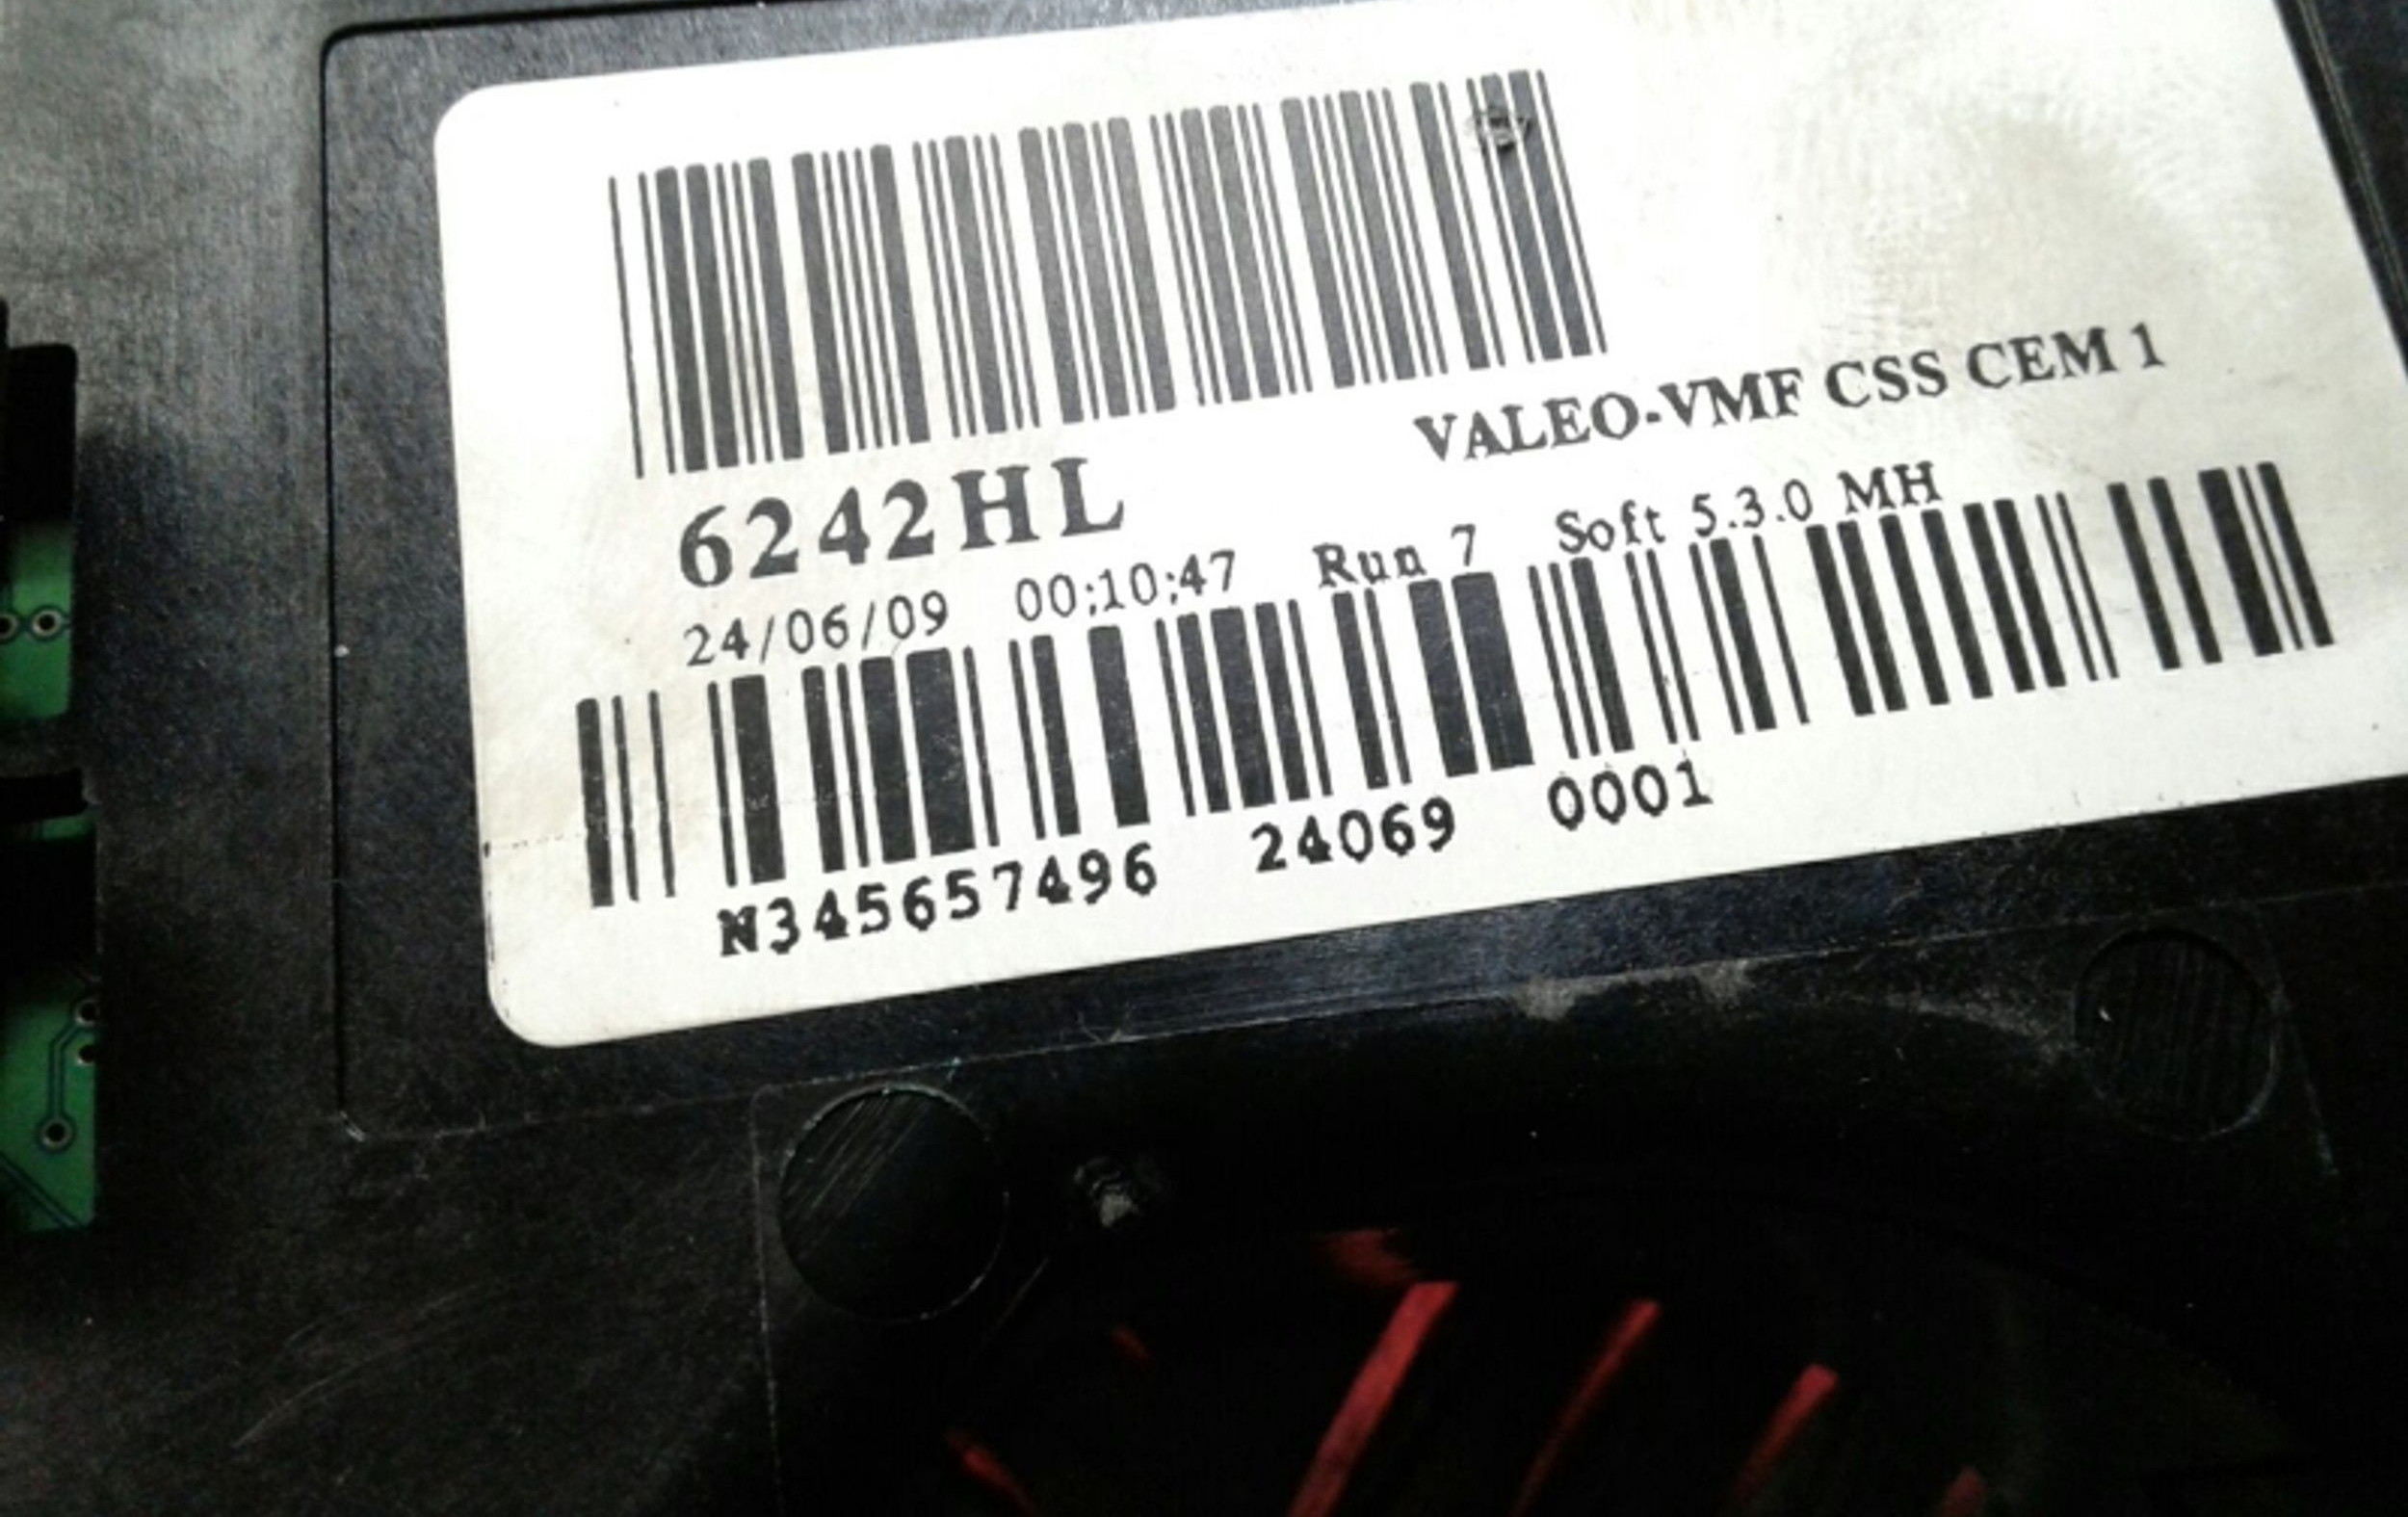 VALEO-VMF CSS CEM 1
6242HL
24/06/09 00:10:47 Run 7 Soft 5.3.0 MH
N345657496 24069 0001